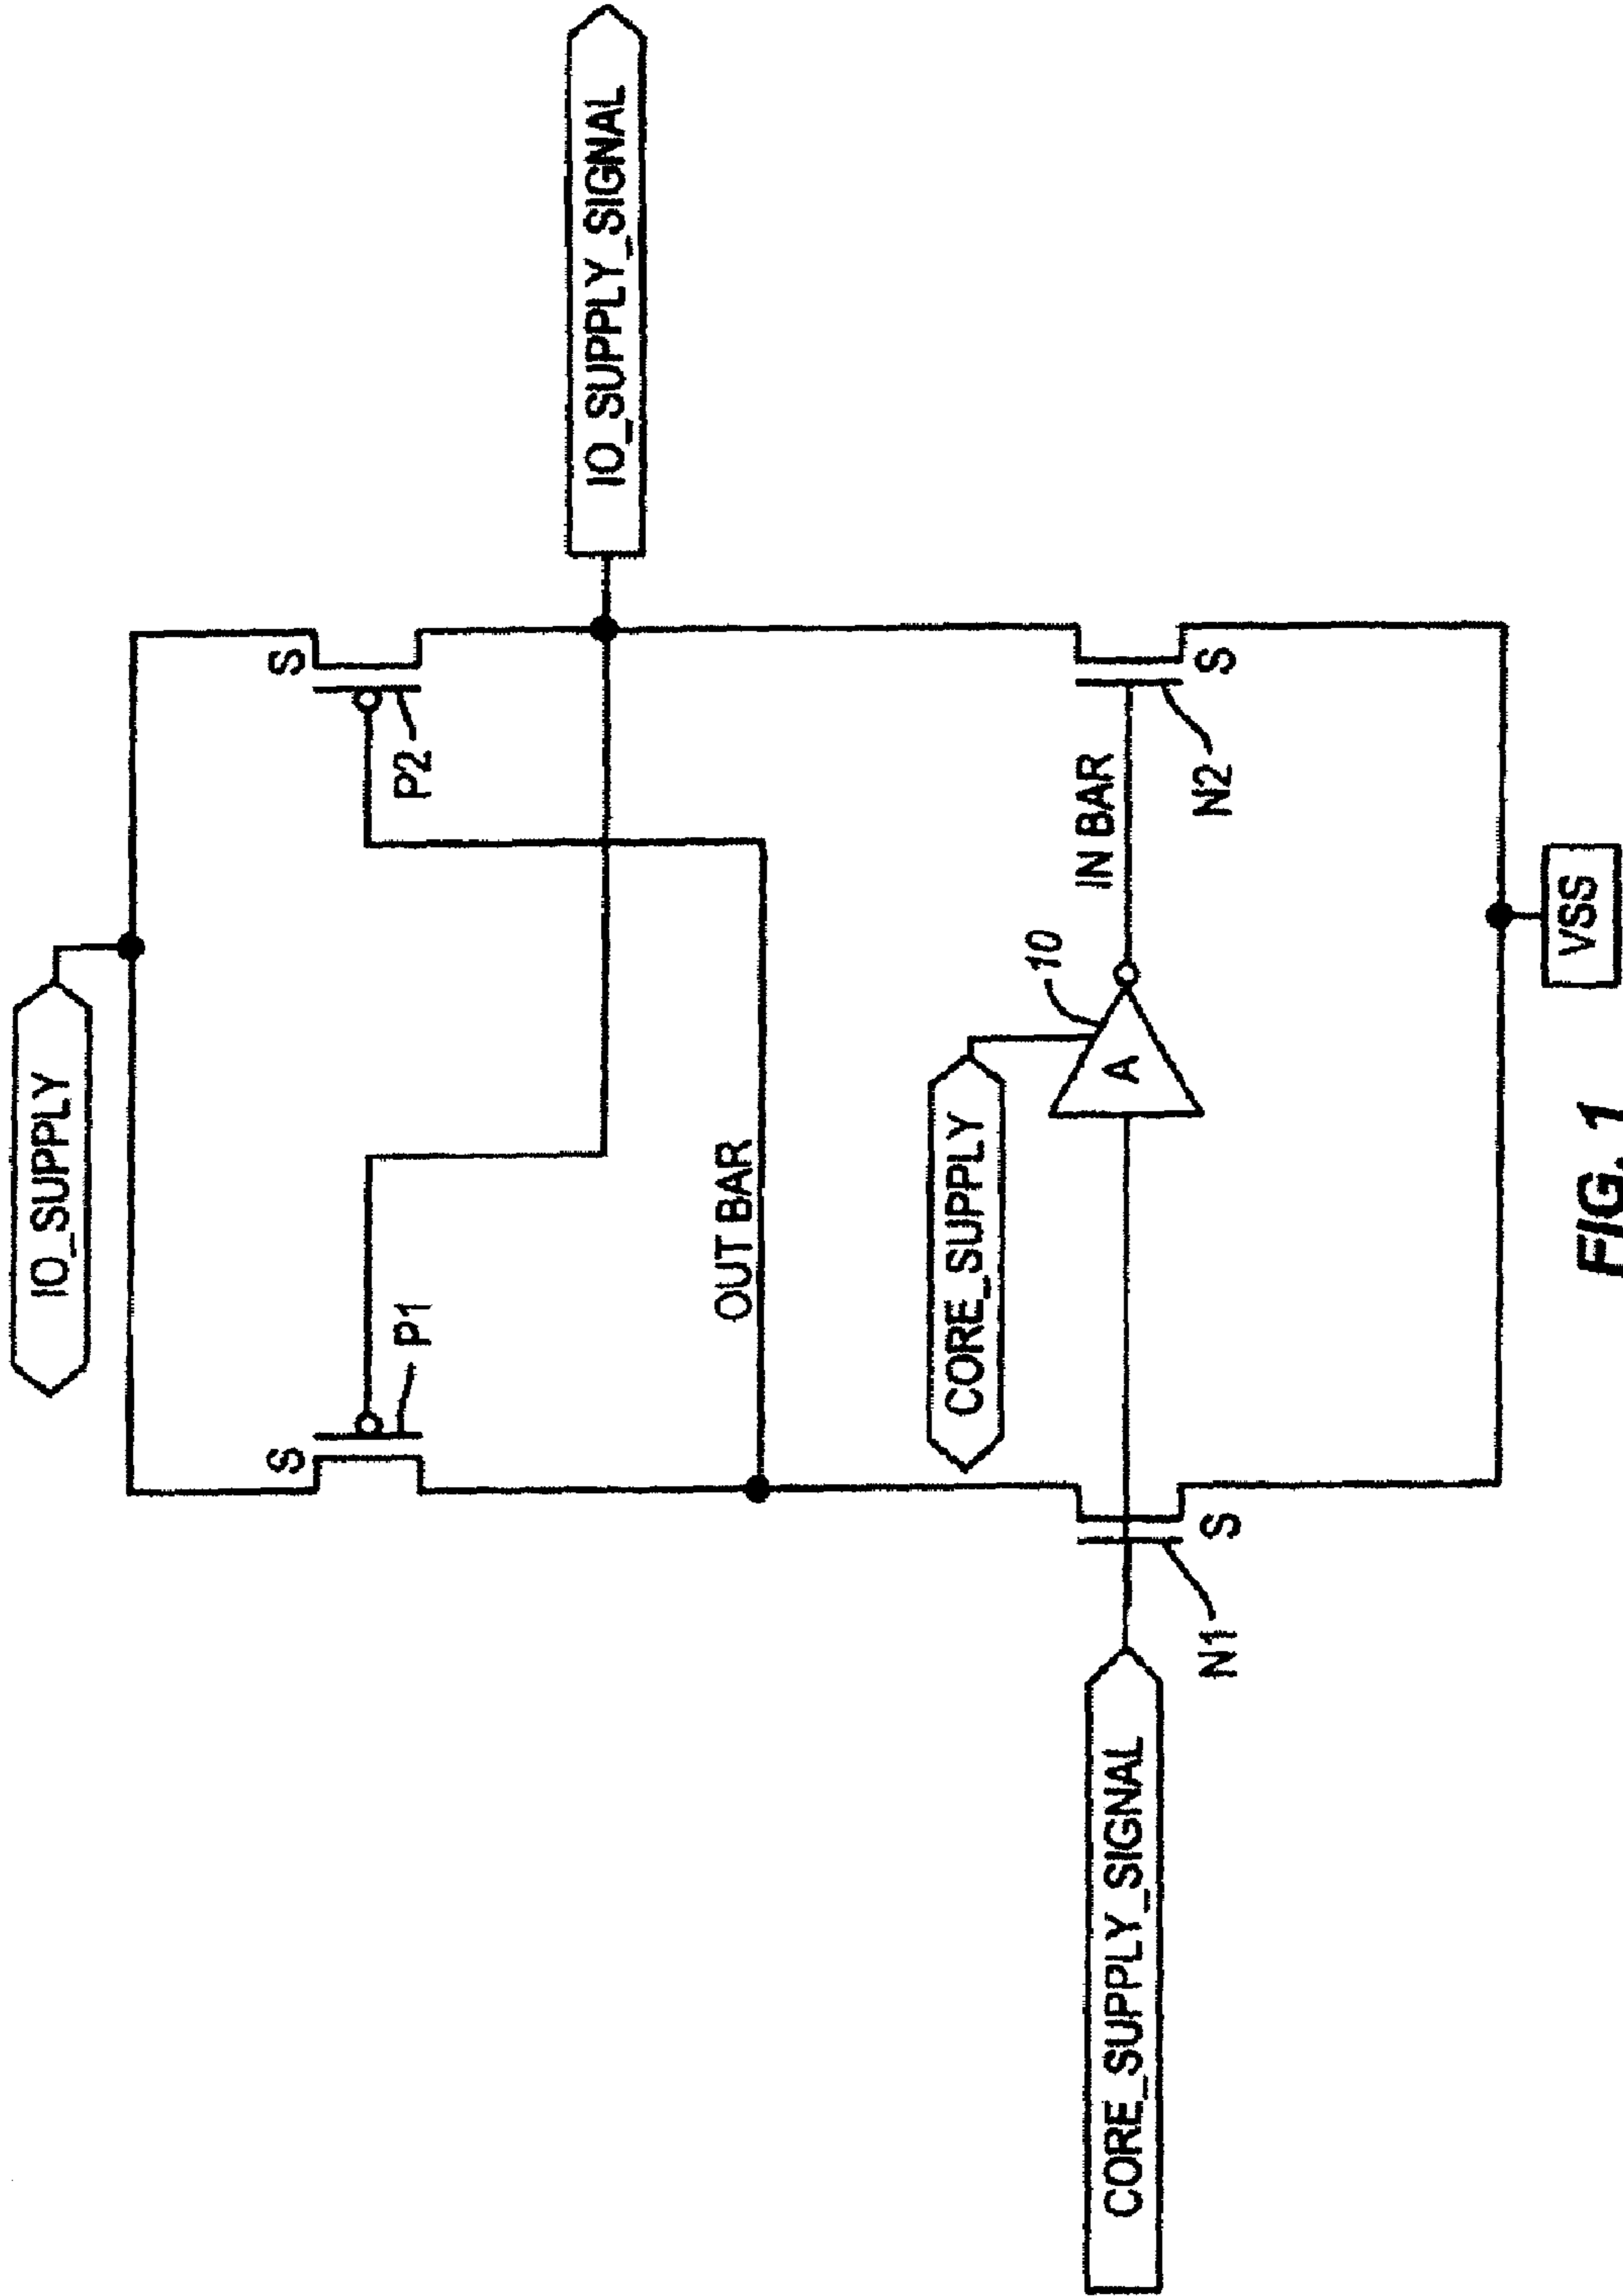 IO_SUPPLY
S
S
P1
P2
IO_SUPPLY_SIGNAL
OUT BAR
CORE_SUPPLY
10
A
IN BAR
CORE_SUPPLY_SIGNAL
N1
S
N2
S
VSS
FIG. 1